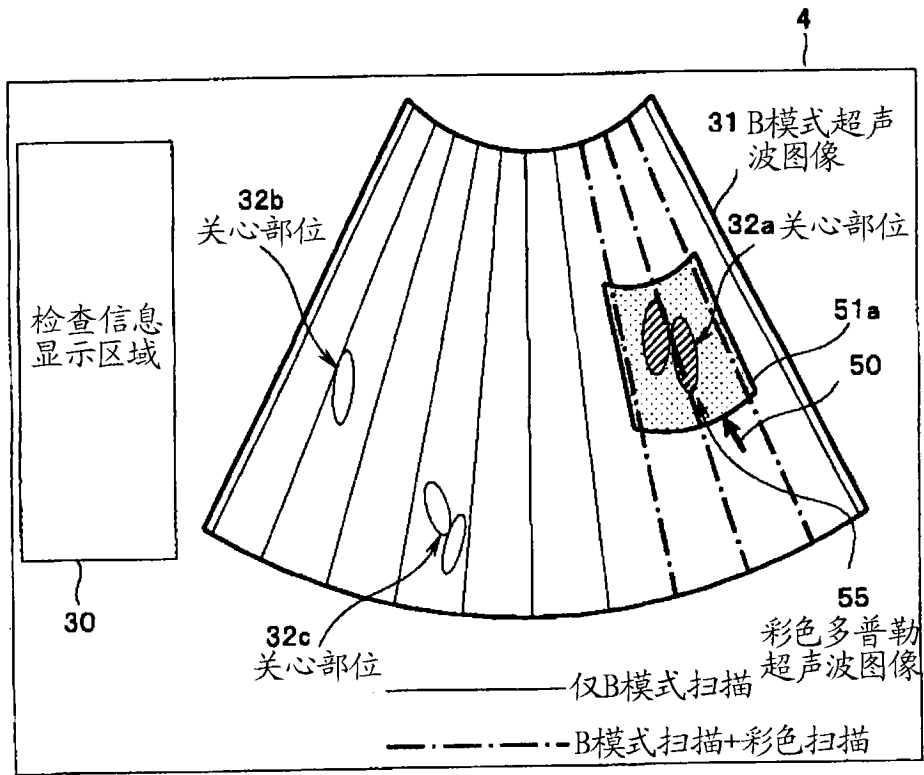 4
31 B模式超声
波图像
32b
关心部位
32a 关心部位
检查信息
显示区域
51a
50
30
32c
关心部位
55
彩色多普勒
超声波图像
仅B模式扫描
B模式扫描+彩色扫描